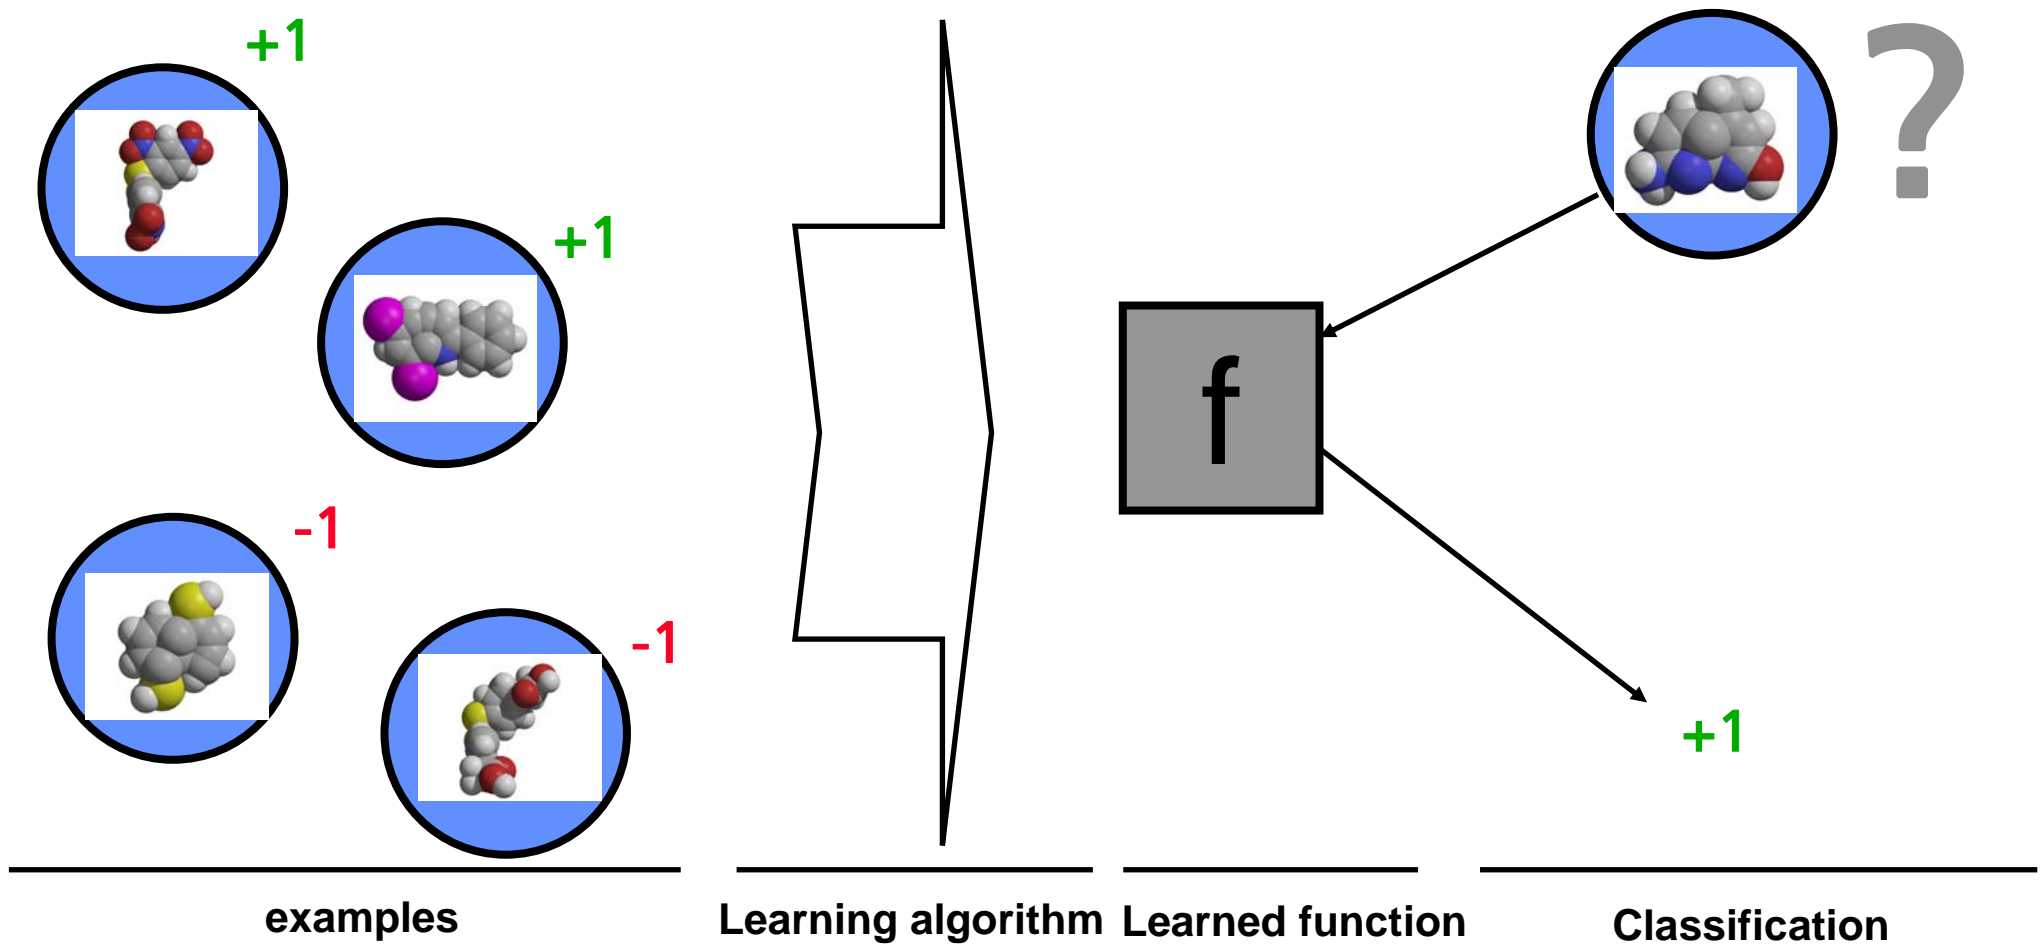 +1
+1
-1
-1
?
f
+1
examples
Learning algorithm
Learned function
Classification